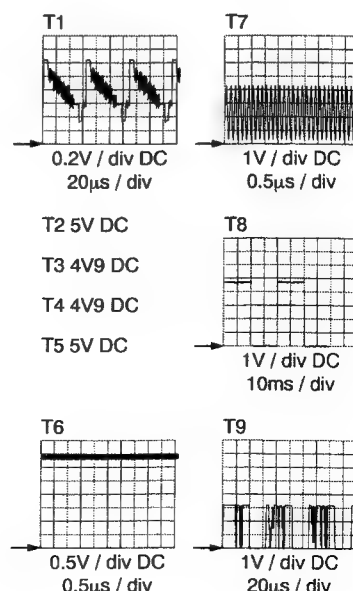 T1
0.2V / div DC
20µs / div
T7
1V / div DC
0.5µs / div
T2 5V DC
T3 4V9 DC
T4 4V9 DC
T5 5V DC
T8
1V / div DC
10ms / div
T6
0.5V / div DC
0.5µs / div
T9
1V / div DC
20µs / div